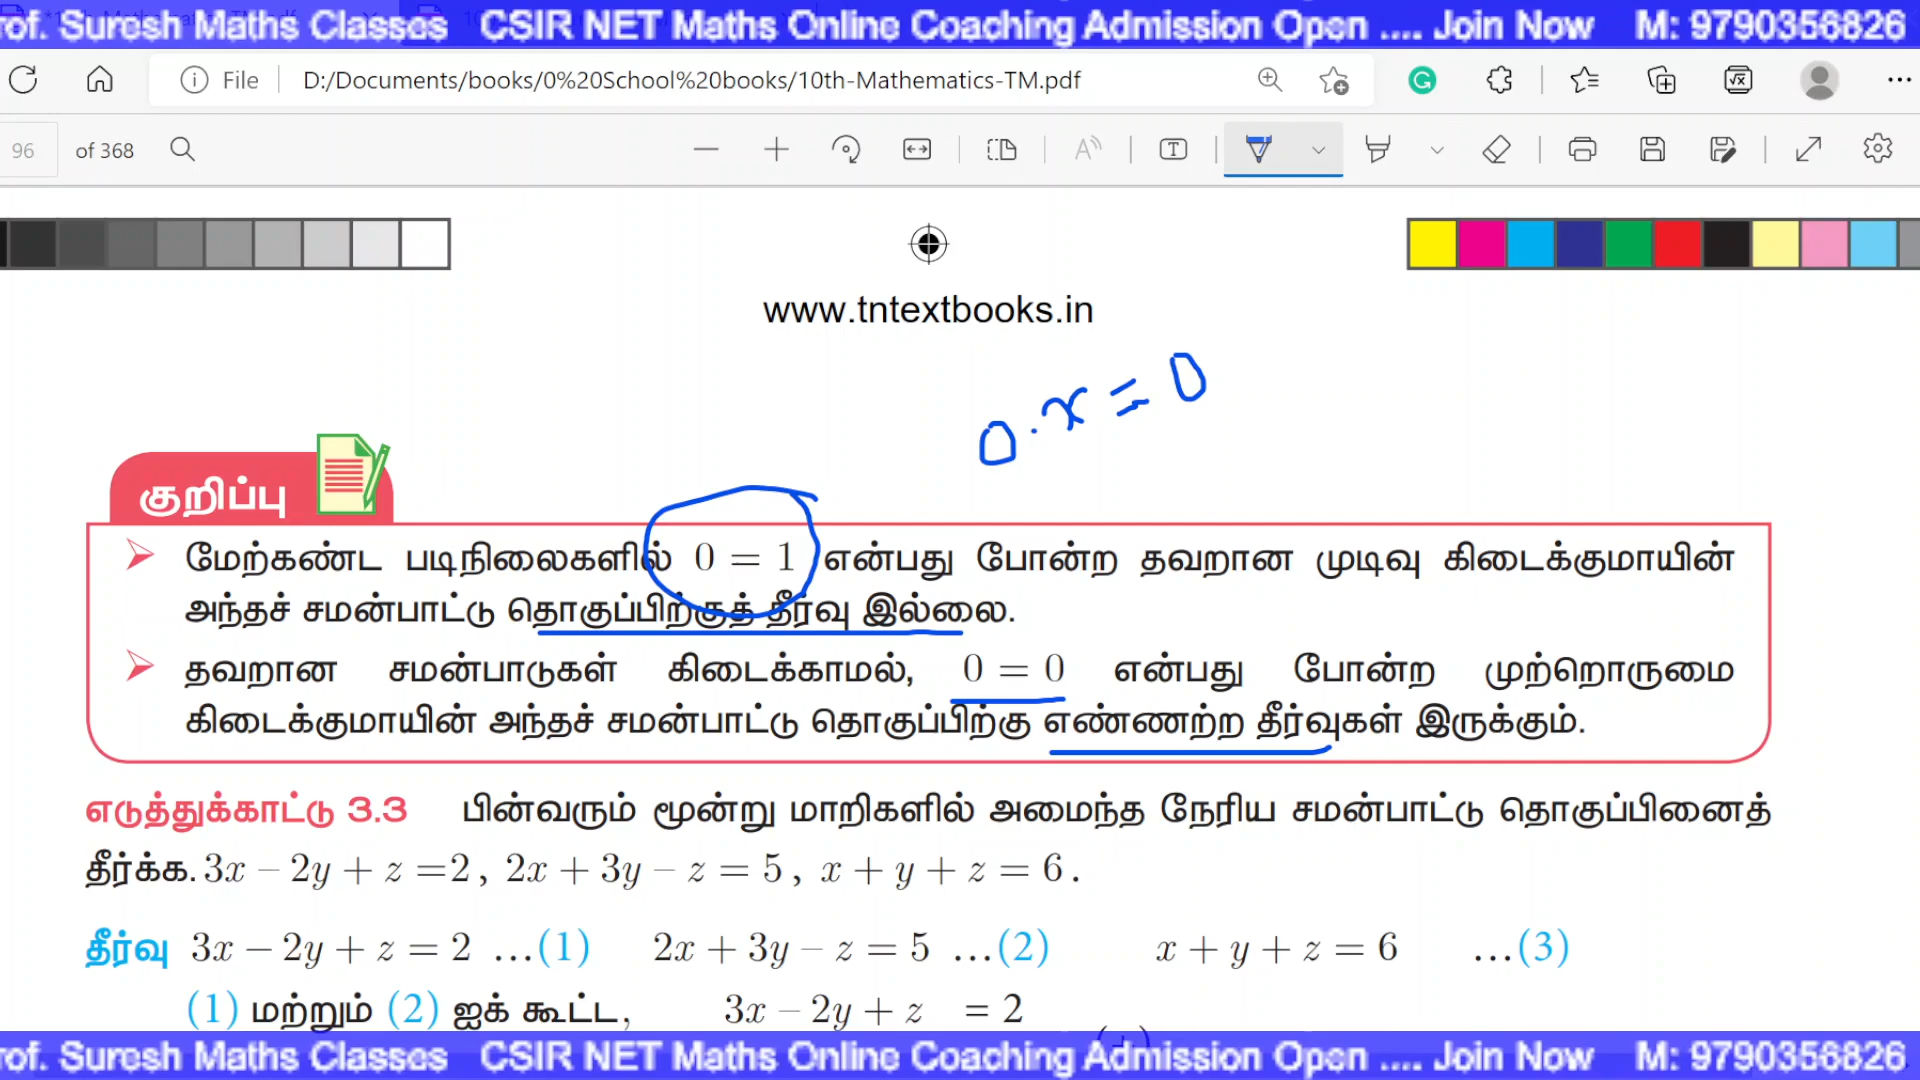 rof. Suresh Maths Classes CSIR NET Maths Online Coaching Admission Open .... Join Now M: 9790356826
File D:/Documents/books/0%20School%20books/10th-Mathematics-TM.pdf
96 of 368
www.tntextbooks.in
0 · x = 0
குறிப்பு
மேற்கண்ட படிநிலைகளில் 0 = 1 என்பது போன்ற தவறான முடிவு கிடைக்குமாயின்
அந்தச் சமன்பாட்டு தொகுப்பிற்குத் தீர்வு இல்லை.
தவறான சமன்பாடுகள் கிடைக்காமல், 0 = 0 என்பது போன்ற முற்றொருமை
கிடைக்குமாயின் அந்தச் சமன்பாட்டு தொகுப்பிற்கு எண்ணற்ற தீர்வுகள் இருக்கும்.
எடுத்துக்காட்டு 3.3 பின்வரும் மூன்று மாறிகளில் அமைந்த நேரிய சமன்பாட்டு தொகுப்பினைத்
தீர்க்க. 3x – 2y + z =2, 2x + 3y – z = 5, x + y + z = 6.
தீர்வு 3x – 2y + z = 2 ...(1) 2x + 3y – z = 5 ...(2) x + y + z = 6 ...(3)
(1) மற்றும் (2) ஐக் கூட்ட, 3x – 2y + z = 2
rof. Suresh Maths Classes CSIR NET Maths Online Coaching Admission Open .... Join Now M: 9790356826